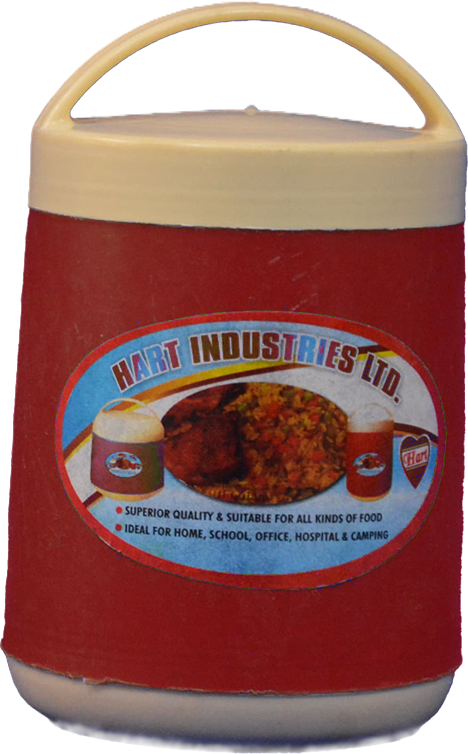 HART INDUSTRIES LTD.
Hart
• SUPERIOR QUALITY & SUITABLE FOR ALL KINDS OF FOOD
• IDEAL FOR HOME, SCHOOL, OFFICE, HOSPITAL & CAMPING